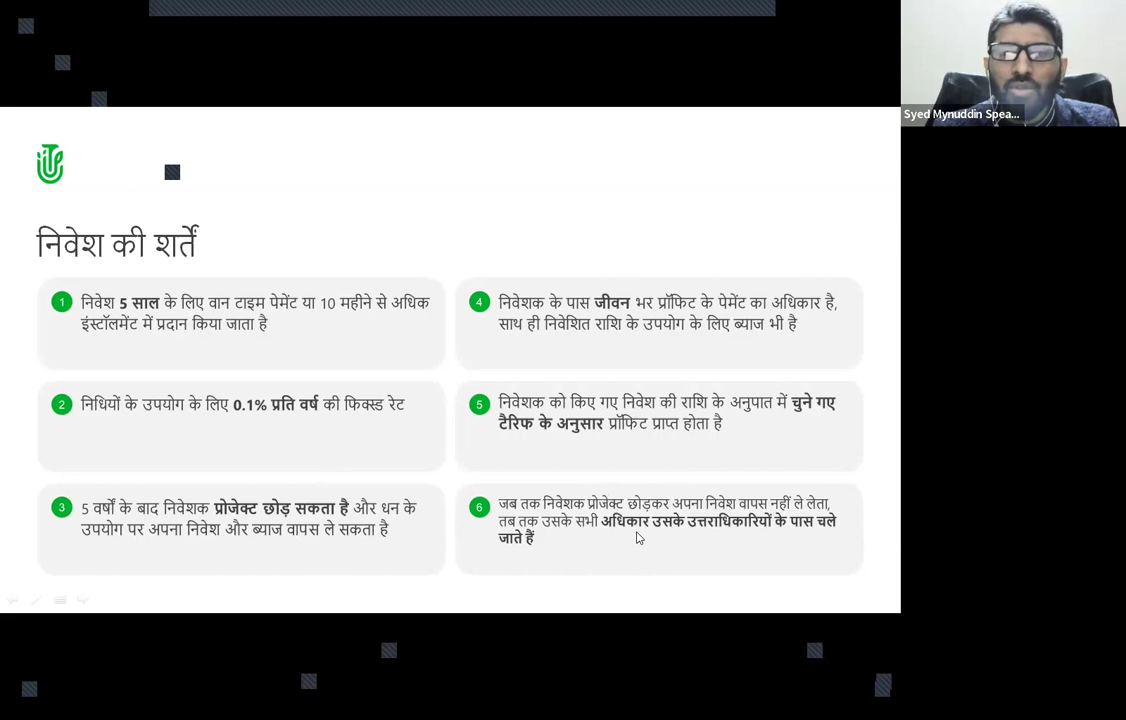 Syed Mynuddin Spea...
निवेश की शर्तें
1
निवेश 5 साल के लिए वान टाइम पेमेंट या 10 महीने से अधिक
इंस्टॉलमेंट में प्रदान किया जाता है
2
निधियों के उपयोग के लिए 0.1% प्रति वर्ष की फिक्स्ड रेट
3
5 वर्षों के बाद निवेशक प्रोजेक्ट छोड़ सकता है और धन के
उपयोग पर अपना निवेश और ब्याज वापस ले सकता है
4
निवेशक के पास जीवन भर प्रॉफिट के पेमेंट का अधिकार है,
साथ ही निवेशित राशि के उपयोग के लिए ब्याज भी है
5
निवेशक को किए गए निवेश की राशि के अनुपात में चुने गए
टैरिफ के अनुसार प्रॉफिट प्राप्त होता है
6
जब तक निवेशक प्रोजेक्ट छोड़कर अपना निवेश वापस नहीं ले लेता,
तब तक उसके सभी अधिकार उसके उत्तराधिकारियों के पास चले
जाते हैं